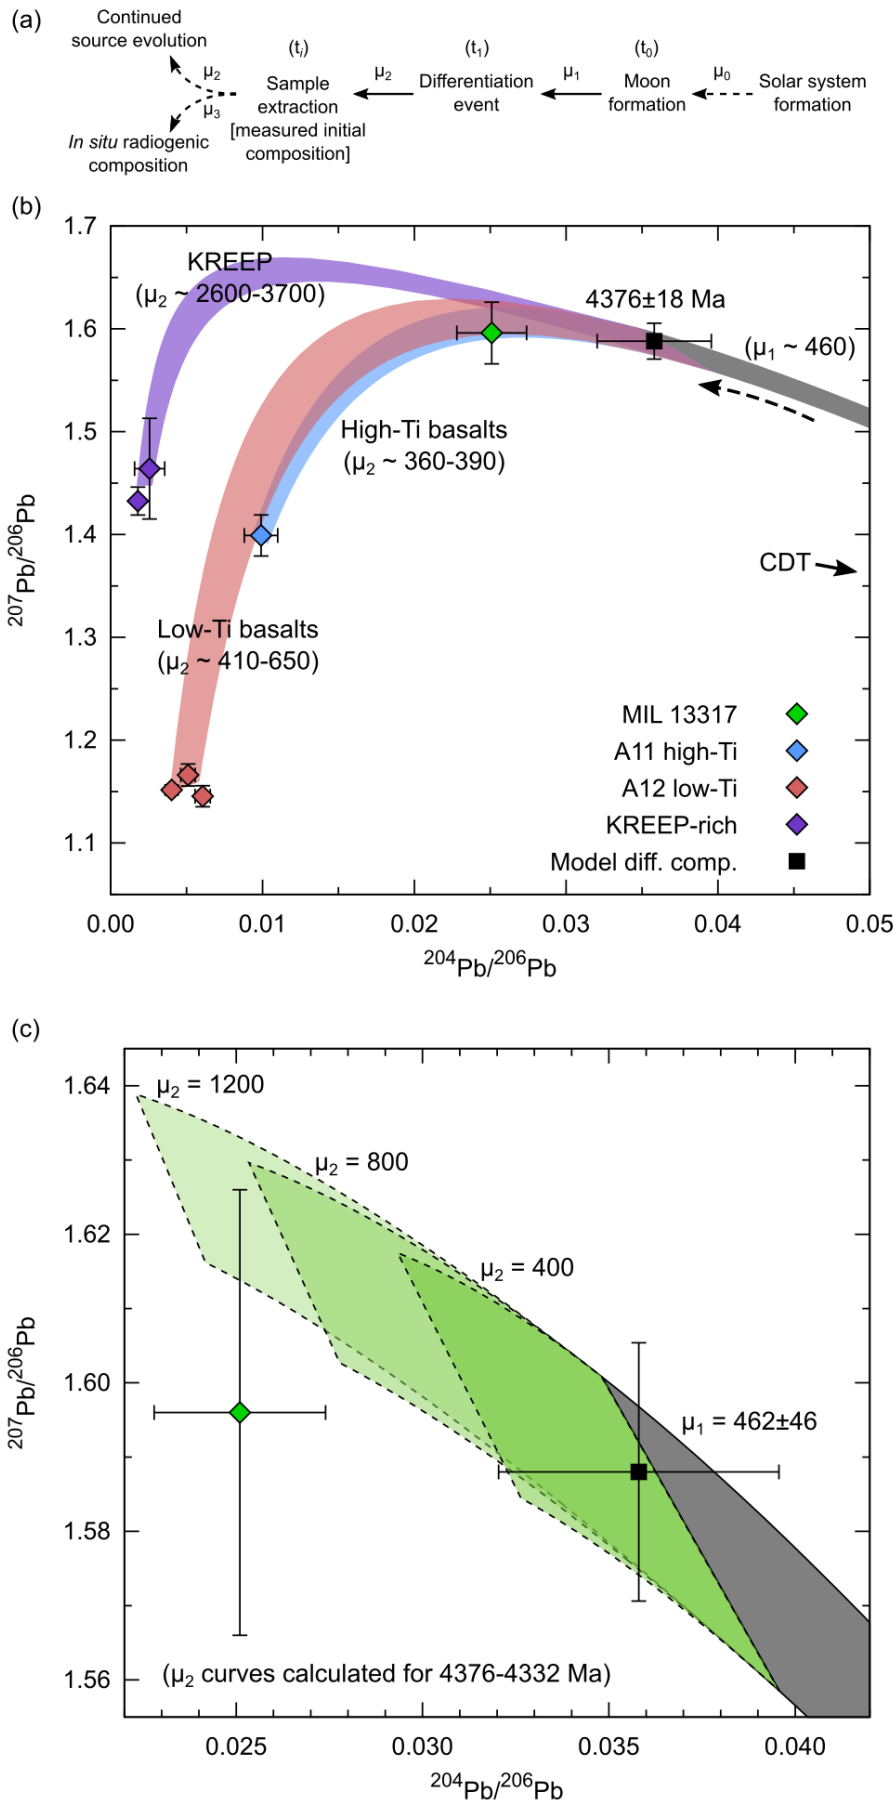 (a)
Continued
source evolution
(tᵢ)
(t₁)
(t₀)
μ₂
μ₃
Sample
extraction
[measured initial
composition]
μ₂
Differentiation
event
μ₁
Moon
formation
μ₀
Solar system
formation
In situ radiogenic
composition
(b)
1.7
1.6
1.5
1.4
1.3
1.2
1.1
²⁰⁷Pb/²⁰⁶Pb
KREEP
(μ₂ ~ 2600-3700)
4376±18 Ma
(μ₁ ~ 460)
High-Ti basalts
(μ₂ ~ 360-390)
CDT
Low-Ti basalts
(μ₂ ~ 410-650)
MIL 13317
A11 high-Ti
A12 low-Ti
KREEP-rich
Model diff. comp.
0.00 0.01 0.02 0.03 0.04 0.05
²⁰⁴Pb/²⁰⁶Pb
(c)
1.64
1.62
1.60
1.58
1.56
²⁰⁷Pb/²⁰⁶Pb
μ₂ = 1200
μ₂ = 800
μ₂ = 400
μ₁ = 462±46
(μ₂ curves calculated for 4376-4332 Ma)
0.025 0.030 0.035 0.040
²⁰⁴Pb/²⁰⁶Pb